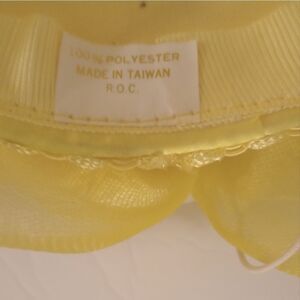 100% POLYESTER
MADE IN TAIWAN
R.O.C.